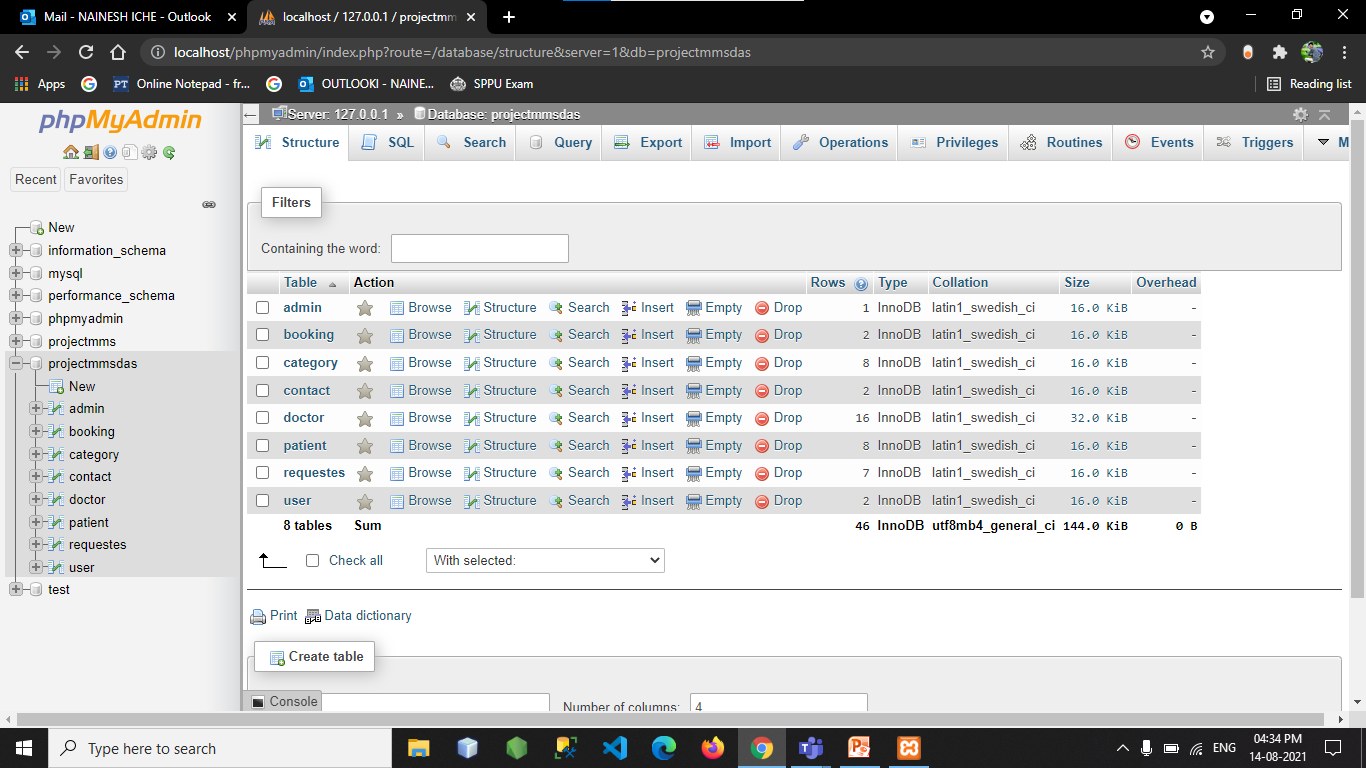 Mail - NAINESH ICHE - Outlook
localhost / 127.0.0.1 / projectmm
localhost/phpmyadmin/index.php?route=/database/structure&server=1&db=projectmmsdas
Apps
PT Online Notepad - fr...
OUTLOOKI - NAINE...
SPPU Exam
Reading list
phpMyAdmin
Recent Favorites
New
information_schema
mysql
performance_schema
phpmyadmin
projectmms
projectmmsdas
New
admin
booking
category
contact
doctor
patient
requestes
user
test
Server: 127.0.0.1 » Database: projectmmsdas
Structure SQL Search Query Export Import Operations Privileges Routines Events Triggers M
Filters
Containing the word:
Table Action Rows Type Collation Size Overhead
admin Browse Structure Search Insert Empty Drop 1 InnoDB latin1_swedish_ci 16.0 KiB -
booking Browse Structure Search Insert Empty Drop 2 InnoDB latin1_swedish_ci 16.0 KiB -
category Browse Structure Search Insert Empty Drop 8 InnoDB latin1_swedish_ci 16.0 KiB -
contact Browse Structure Search Insert Empty Drop 2 InnoDB latin1_swedish_ci 16.0 KiB -
doctor Browse Structure Search Insert Empty Drop 16 InnoDB latin1_swedish_ci 32.0 KiB -
patient Browse Structure Search Insert Empty Drop 8 InnoDB latin1_swedish_ci 16.0 KiB -
requestes Browse Structure Search Insert Empty Drop 7 InnoDB latin1_swedish_ci 16.0 KiB -
user Browse Structure Search Insert Empty Drop 2 InnoDB latin1_swedish_ci 16.0 KiB -
8 tables Sum 46 InnoDB utf8mb4_general_ci 144.0 KiB 0 B
Check all With selected:
Print Data dictionary
Create table
Console
Number of columns: 4
Type here to search
ENG
04:34 PM
14-08-2021